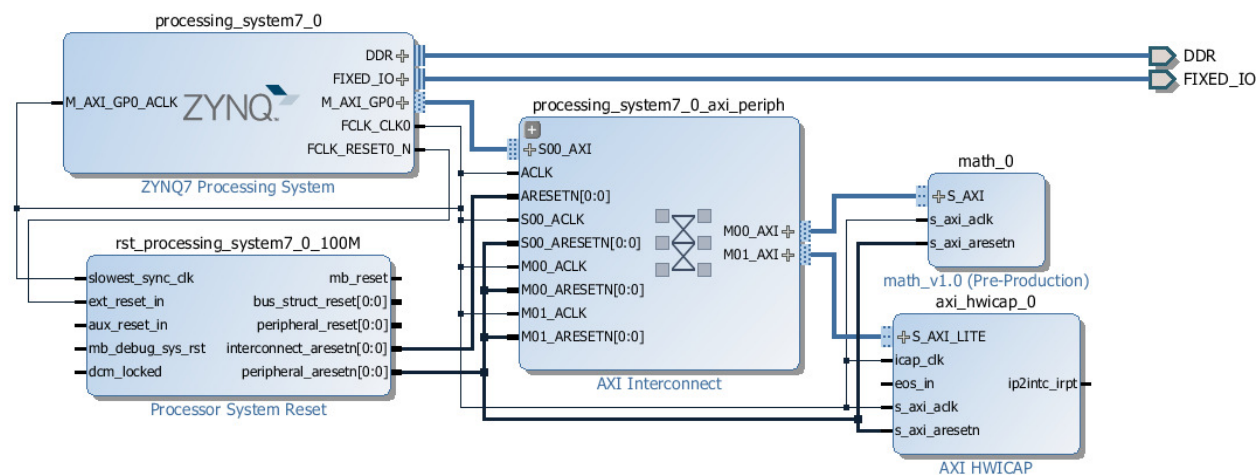 processing_system7_0
M_AXI_GP0_ACLK
ZYNQ
DDR
FIXED_IO
M_AXI_GP0
FCLK_CLK0
FCLK_RESET0_N
ZYNQ7 Processing System
DDR
FIXED_IO
rst_processing_system7_0_100M
slowest_sync_clk
ext_reset_in
aux_reset_in
mb_debug_sys_rst
dcm_locked
mb_reset
bus_struct_reset[0:0]
peripheral_reset[0:0]
interconnect_aresetn[0:0]
peripheral_aresetn[0:0]
Processor System Reset
processing_system7_0_axi_periph
S00_AXI
ACLK
ARESETN[0:0]
S00_ACLK
S00_ARESETN[0:0]
M00_ACLK
M00_ARESETN[0:0]
M01_ACLK
M01_ARESETN[0:0]
M00_AXI
M01_AXI
AXI Interconnect
math_0
S_AXI
s_axi_aclk
s_axi_aresetn
math_v1.0 (Pre-Production)
axi_hwicap_0
S_AXI_LITE
icap_clk
eos_in
s_axi_aclk
s_axi_aresetn
ip2intc_irpt
AXI HWICAP